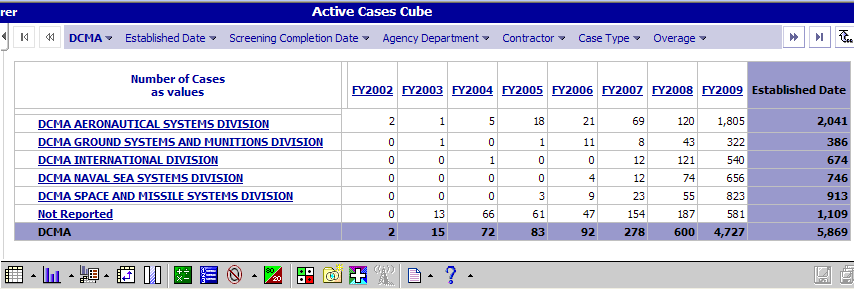 rer Active Cases Cube
DCMA Established Date Screening Completion Date Agency Department Contractor Case Type Overage
Number of Cases
as values FY2002 FY2003 FY2004 FY2005 FY2006 FY2007 FY2008 FY2009 Established Date
DCMA AERONAUTICAL SYSTEMS DIVISION 2 1 5 18 21 69 120 1,805 2,041
DCMA GROUND SYSTEMS AND MUNITIONS DIVISION 0 1 0 1 11 8 43 322 386
DCMA INTERNATIONAL DIVISION 0 0 1 0 0 12 121 540 674
DCMA NAVAL SEA SYSTEMS DIVISION 0 0 0 0 4 12 74 656 746
DCMA SPACE AND MISSILE SYSTEMS DIVISION 0 0 0 3 9 23 55 823 913
Not Reported 0 13 66 61 47 154 187 581 1,109
DCMA 2 15 72 83 92 278 600 4,727 5,869
80
20
?